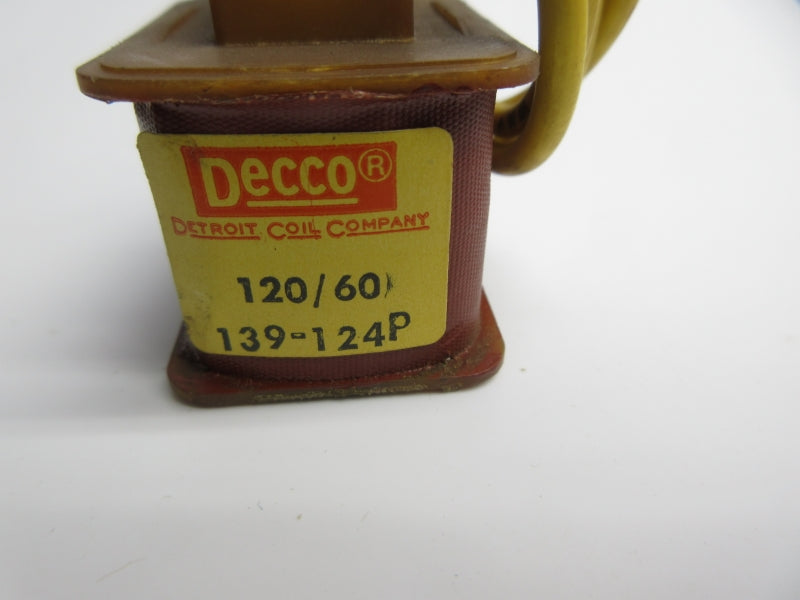 Decco®
DETROIT COIL COMPANY
120/60
139-124P